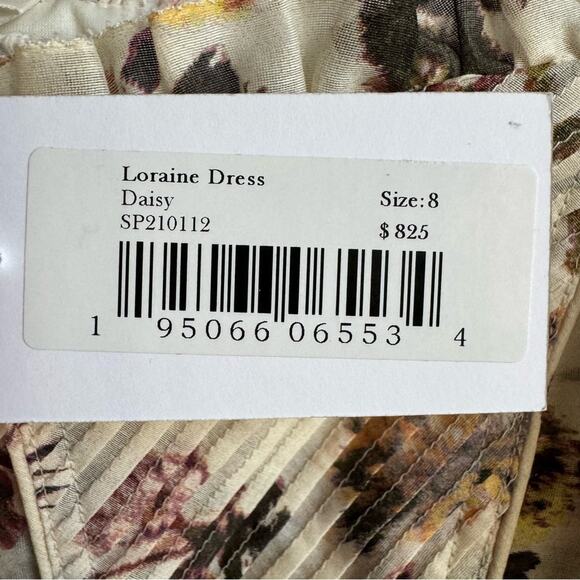 Loraine Dress
Daisy Size: 8
SP210112 $ 825
1 95066 06553 4